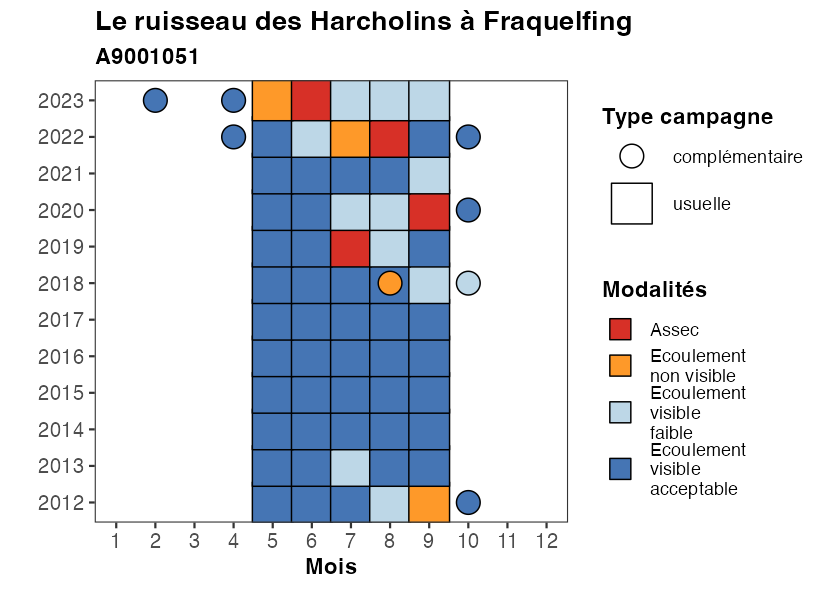 Le ruisseau des Harcholins à Fraquelfing
A9001051
2023
2022
2021
2020
2019
2018
2017
2016
2015
2014
2013
2012
1 2 3 4 5 6 7 8 9 10 11 12
Mois
Type campagne
complémentaire
usuelle
Modalités
Assec
Ecoulement
non visible
Ecoulement
visible
faible
Ecoulement
visible
acceptable